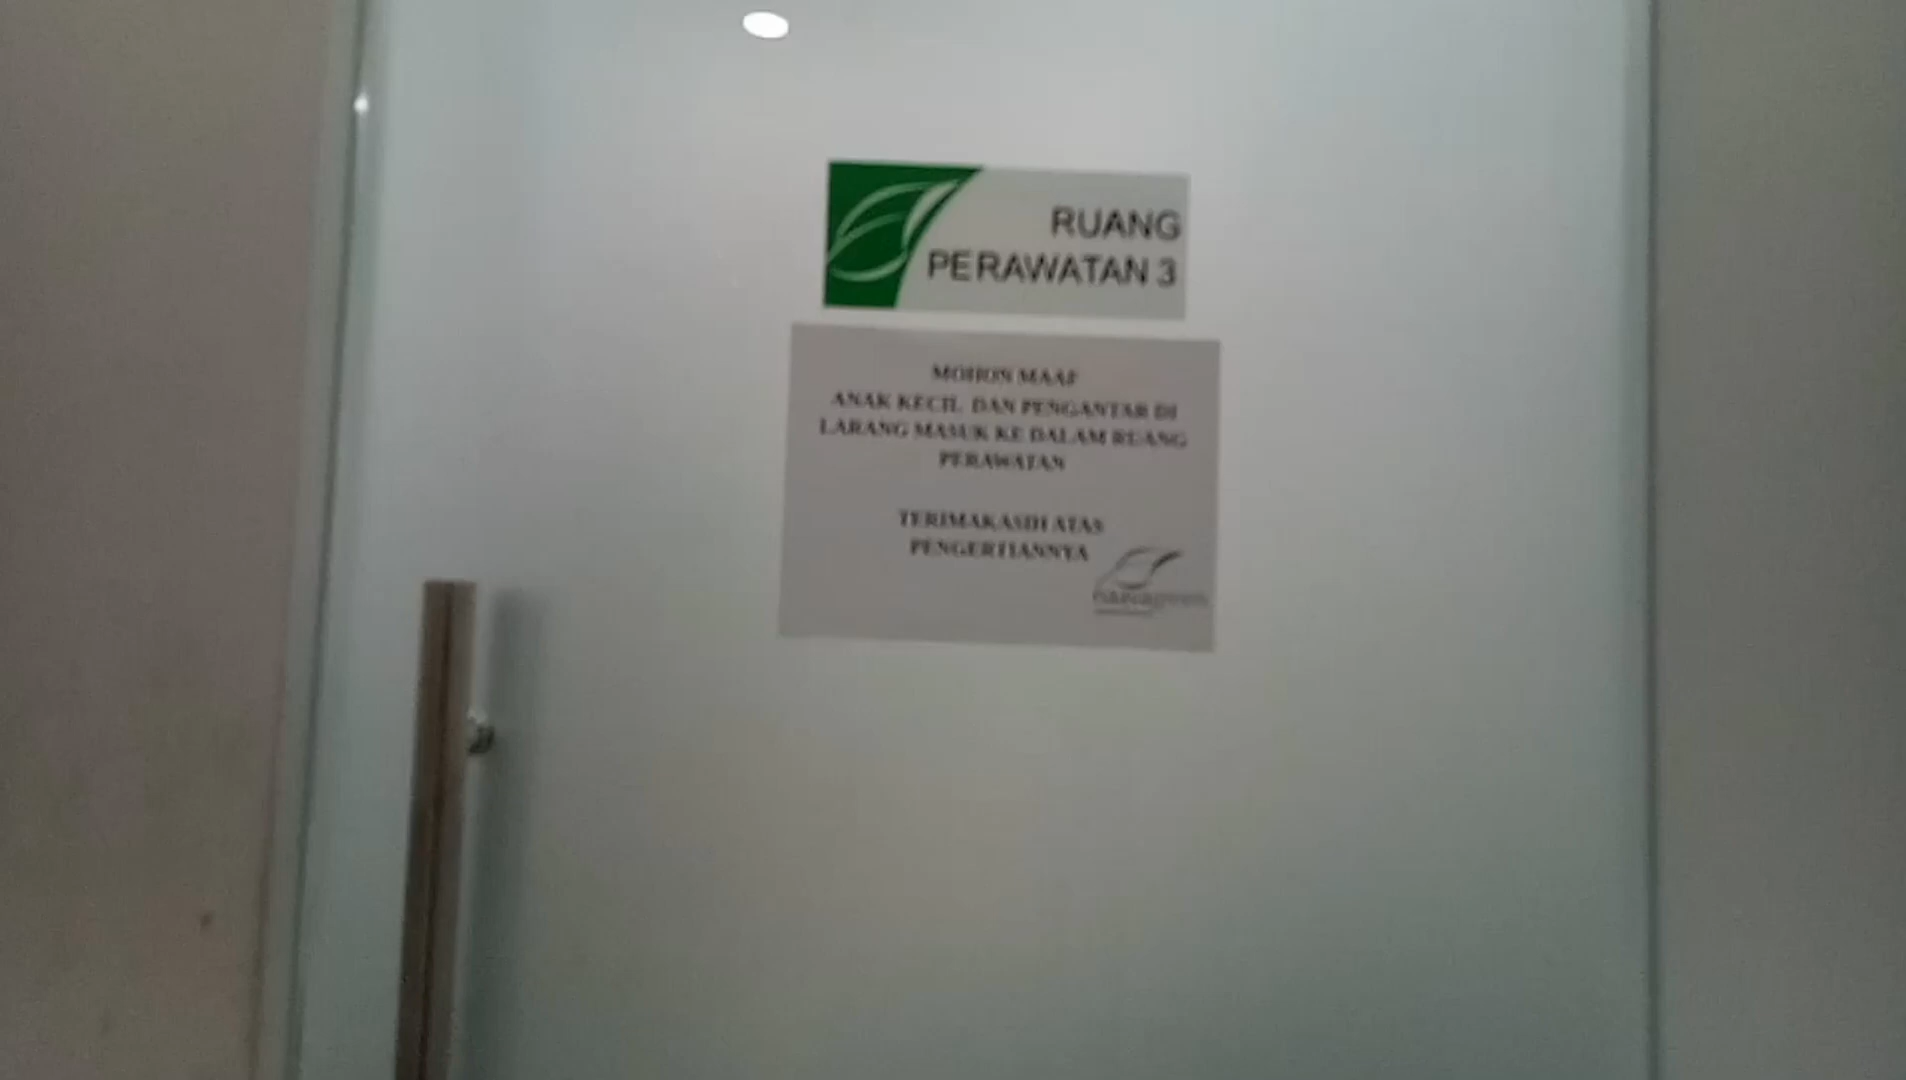 RUANG
PERAWATAN 3
MOHON MAAF
ANAK KECIL DAN PENGANTAR DI
LARANG MASUK KE DALAM RUANG
PERAWATAN
TERIMAKASIH ATAS
PENGERTIANNYA